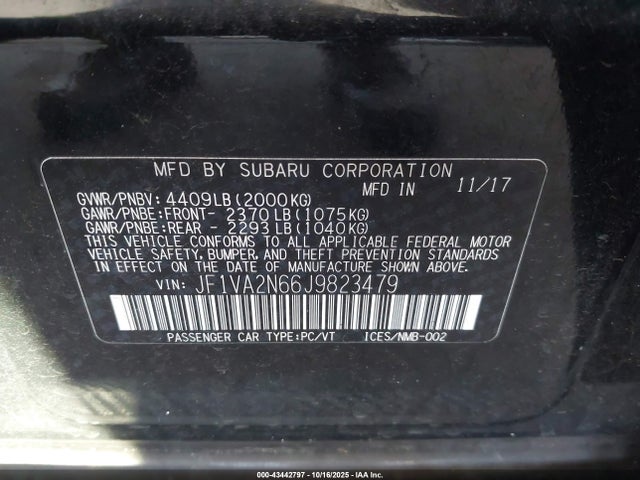 MFD BY SUBARU CORPORATION
MFD IN 11/17
GVWR/PNBV: 4409LB(2000KG)
GAWR/PNBE:FRONT- 2370LB(1075KG)
GAWR/PNBE:REAR - 2293LB(1040KG)
THIS VEHICLE CONFORMS TO ALL APPLICABLE FEDERAL MOTOR
VEHICLE SAFETY, BUMPER, AND THEFT PREVENTION STANDARDS
IN EFFECT ON THE DATE OF MANUFACTURE SHOWN ABOVE.
VIN: JF1VA2N66J9823479
PASSENGER CAR TYPE:PC/VT ICES/NMB-002
000-43442797 - 10/16/2025 - IAA Inc.